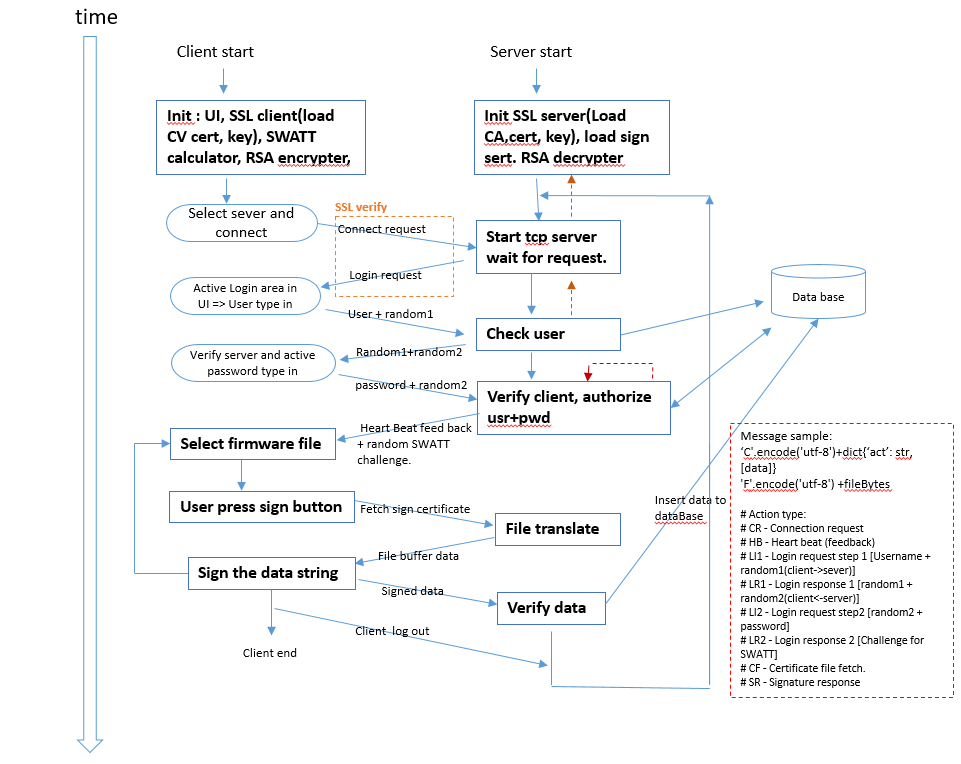 time
Client start
Server start
Init : UI, SSL client(load
CV cert, key), SWATT
calculator, RSA encrypter,
Init SSL server(Load
CA,cert, key), load sign
sert. RSA decrypter
SSL verify
Select sever and
connect
Connect request
Start tcp server
wait for request.
Login request
Active Login area in
UI => User type in
Data base
User + random1
Check user
Random1+random2
Verify server and active
password type in
password + random2
Verify client, authorize
usr+pwd
Heart Beat feed back
+ random SWATT
challenge.
Select firmware file
Message sample:
'C'.encode('utf-8')+dict{'act': str,
[data]}
'F'.encode('utf-8') +fileBytes
User press sign button
Fetch sign certificate
Insert data to
dataBase
File translate
# Action type:
# CR - Connection request
# HB - Heart beat (feedback)
# LI1 - Login request step 1 [Username +
random1(client->sever)]
# LR1 - Login response 1 [random1 +
random2(client<-server)]
# LI2 - Login request step2 [random2 +
password]
# LR2 - Login response 2 [Challenge for
SWATT]
# CF - Certificate file fetch.
# SR - Signature response
File buffer data
Sign the data string
Signed data
Verify data
Client  log out
Client end